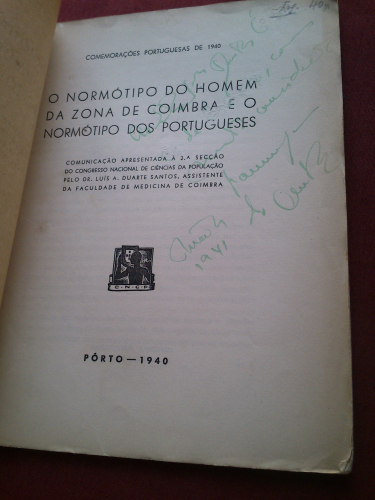 COMEMORAÇÕES PORTUGUESAS DE 1940
O NORMÓTIPO DO HOMEM
DA ZONA DE COIMBRA E O
NORMÓTIPO DOS PORTUGUESES
COMUNICAÇÃO APRESENTADA À 2.ª SECÇÃO
DO CONGRESSO NACIONAL DE CIÊNCIAS DA POPULAÇÃO
PELO DR. LUÍS A. DUARTE SANTOS, ASSISTENTE
DA FACULDADE DE MEDICINA DE COIMBRA
1941
C·N·C·P
PÔRTO — 1940